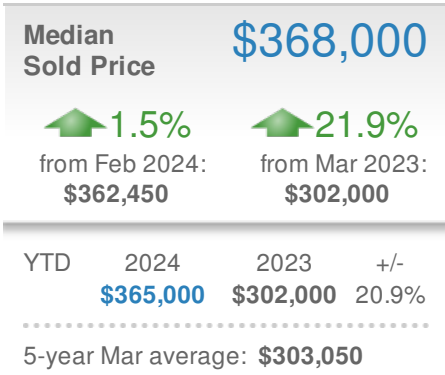 Median
Sold Price
$368,000
1.5%
21.9%
from Feb 2024:
$362,450
from Mar 2023:
$302,000
YTD 2024 2023 +/-
$365,000 $302,000 20.9%
5-year Mar average: $303,050